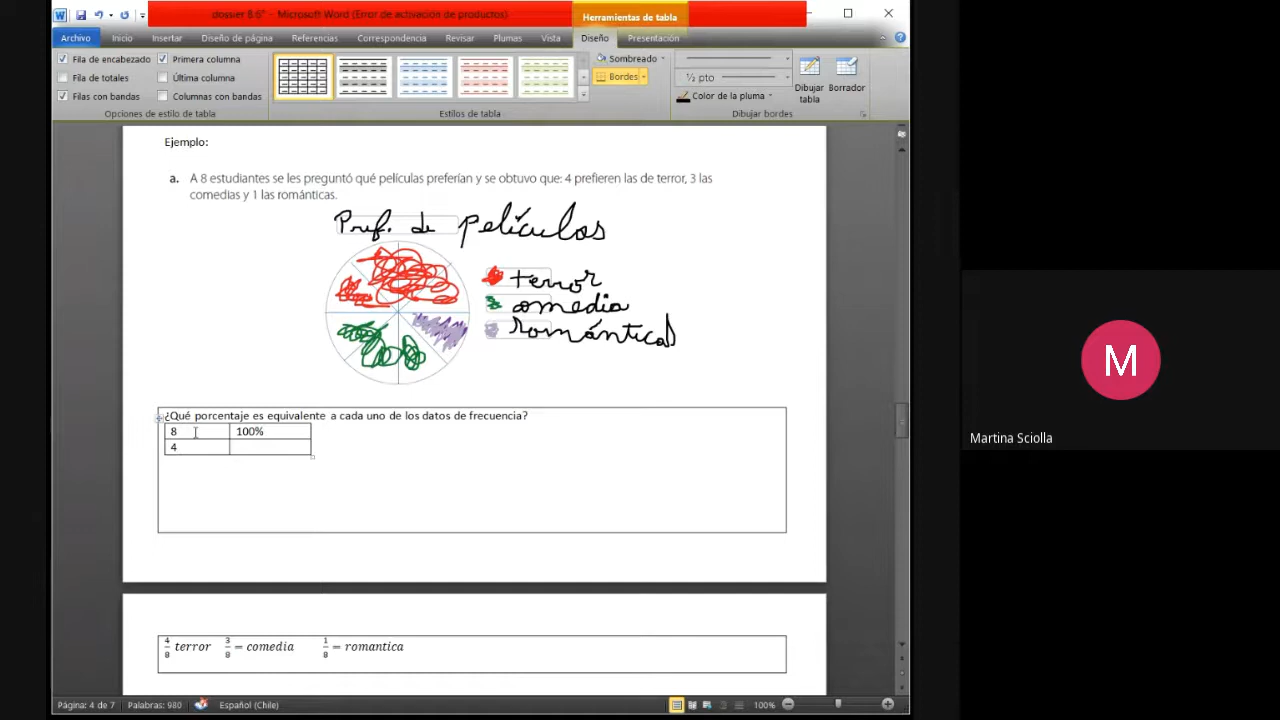 dossier 8.6° - Microsoft Word (Error de activación de productos)
Herramientas de tabla
Archivo Inicio Insertar Diseño de página Referencias Correspondencia Revisar Plumas Vista Diseño Presentación
Fila de encabezado Primera columna
Fila de totales Última columna
Filas con bandas Columnas con bandas
Opciones de estilo de tabla
Estilos de tabla
Sombreado
Bordes
½ pto
Color de la pluma
Dibujar tabla
Borrador
Dibujar bordes
Ejemplo:
a. A 8 estudiantes se les preguntó qué películas preferían y se obtuvo que: 4 prefieren las de terror, 3 las
comedias y 1 las románticas.
Pref. de películas
terror
comedia
románticas
¿Qué porcentaje es equivalente a cada uno de los datos de frecuencia?
8 100%
4
4/8 terror 3/8 = comedia 1/8 = romantica
Página: 4 de 7 Palabras: 980 Español (Chile) 100%
M
Martina Sciolla